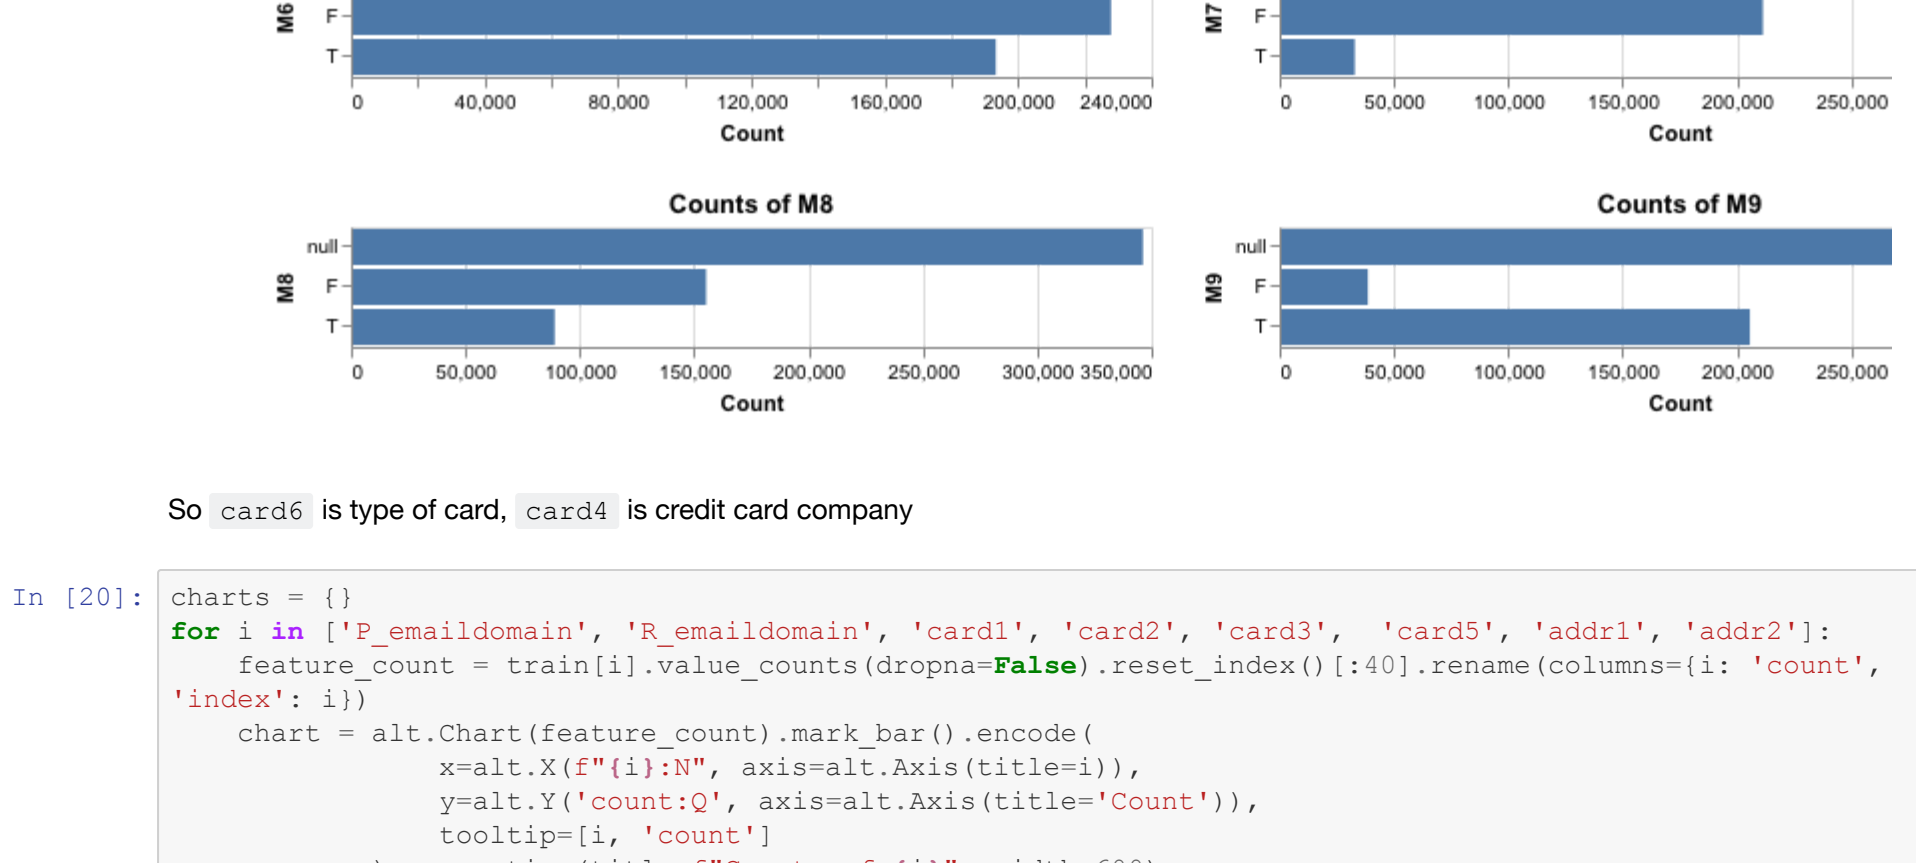 M6
F
T
0 40,000 80,000 120,000 160,000 200,000 240,000
Count
M7
F
T
0 50,000 100,000 150,000 200,000 250,000
Count
Counts of M8
M8
null
F
T
0 50,000 100,000 150,000 200,000 250,000 300,000 350,000
Count
Counts of M9
M9
null
F
T
0 50,000 100,000 150,000 200,000 250,000
Count
So card6 is type of card, card4 is credit card company
In [20]: charts = {}
for i in ['P_emaildomain', 'R_emaildomain', 'card1', 'card2', 'card3',  'card5', 'addr1', 'addr2']:
    feature_count = train[i].value_counts(dropna=False).reset_index()[:40].rename(columns={i: 'count',
'index': i})
    chart = alt.Chart(feature_count).mark_bar().encode(
                x=alt.X(f"{i}:N", axis=alt.Axis(title=i)),
                y=alt.Y('count:Q', axis=alt.Axis(title='Count')),
                tooltip=[i, 'count']